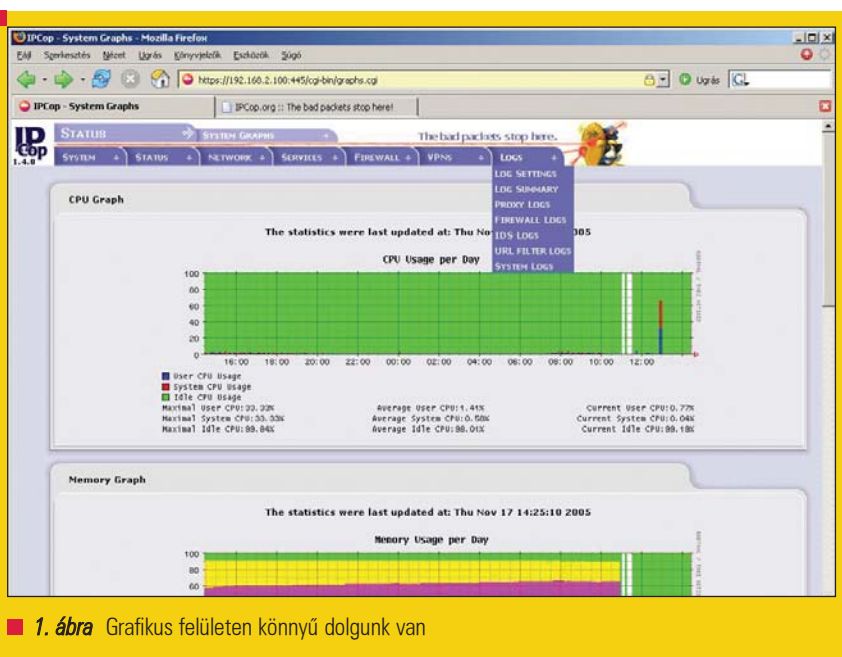 IPCop - System Graphs - Mozilla Firefox
Fájl Szerkesztés Nézet Ugrás Könyvjelzők Eszközök Súgó
https://192.168.2.100:445/cgi-bin/graphs.cgi Ugrás
IPCop - System Graphs IPCop.org :: The bad packets stop here!
IP Cop 1.4.8
STATUS SYSTEM GRAPHS The bad packets stop here.
SYSTEM STATUS NETWORK SERVICES FIREWALL VPNS LOGS
LOG SETTINGS
LOG SUMMARY
PROXY LOGS
FIREWALL LOGS
IDS LOGS
URL FILTER LOGS
SYSTEM LOGS
CPU Graph
The statistics were last updated at: Thu No 005
CPU Usage per Day
100
80
60
40
20
0
16:00 18:00 20:00 22:00 00:00 02:00 04:00 06:00 08:00 10:00 12:00
User CPU Usage
System CPU Usage
Idle CPU Usage
Maximal User CPU:33.33% Average User CPU:1.41% Current User CPU:0.77%
Maximal System CPU:33.33% Average System CPU:0.58% Current System CPU:0.04%
Maximal Idle CPU:99.84% Average Idle CPU:98.01% Current Idle CPU:99.19%
Memory Graph
The statistics were last updated at: Thu Nov 17 14:25:10 2005
Memory Usage per Day
100
80
60
1. ábra Grafikus felületen könnyű dolgunk van